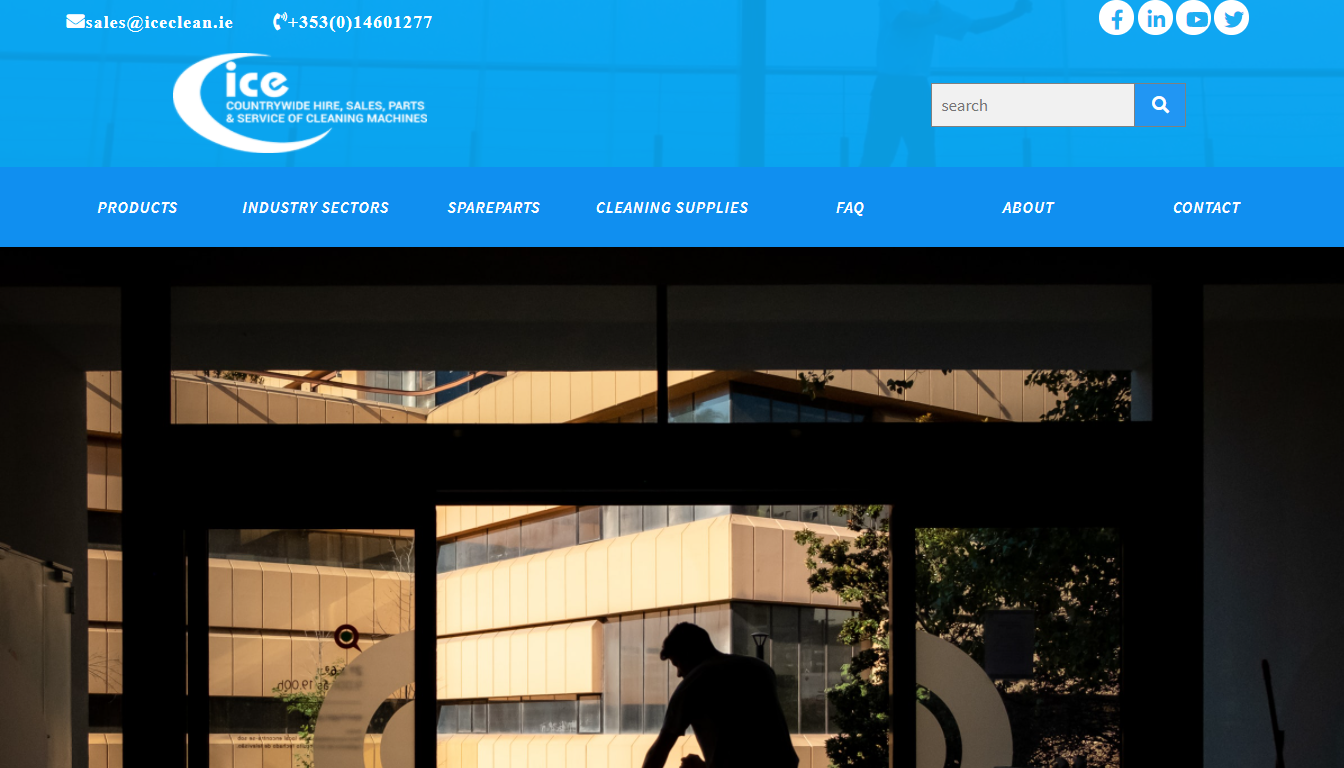 sales@iceclean.ie
+353(0)14601277
ice
COUNTRYWIDE HIRE, SALES, PARTS
& SERVICE OF CLEANING MACHINES
search
PRODUCTS
INDUSTRY SECTORS
SPAREPARTS
CLEANING SUPPLIES
FAQ
ABOUT
CONTACT